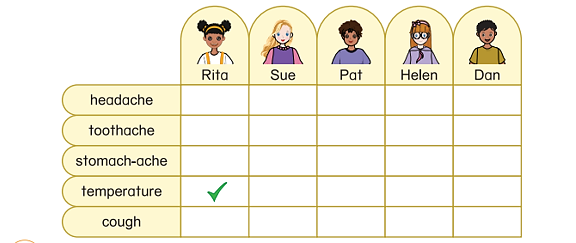 Rita Sue Pat Helen Dan
headache
toothache
stomach-ache
temperature
cough